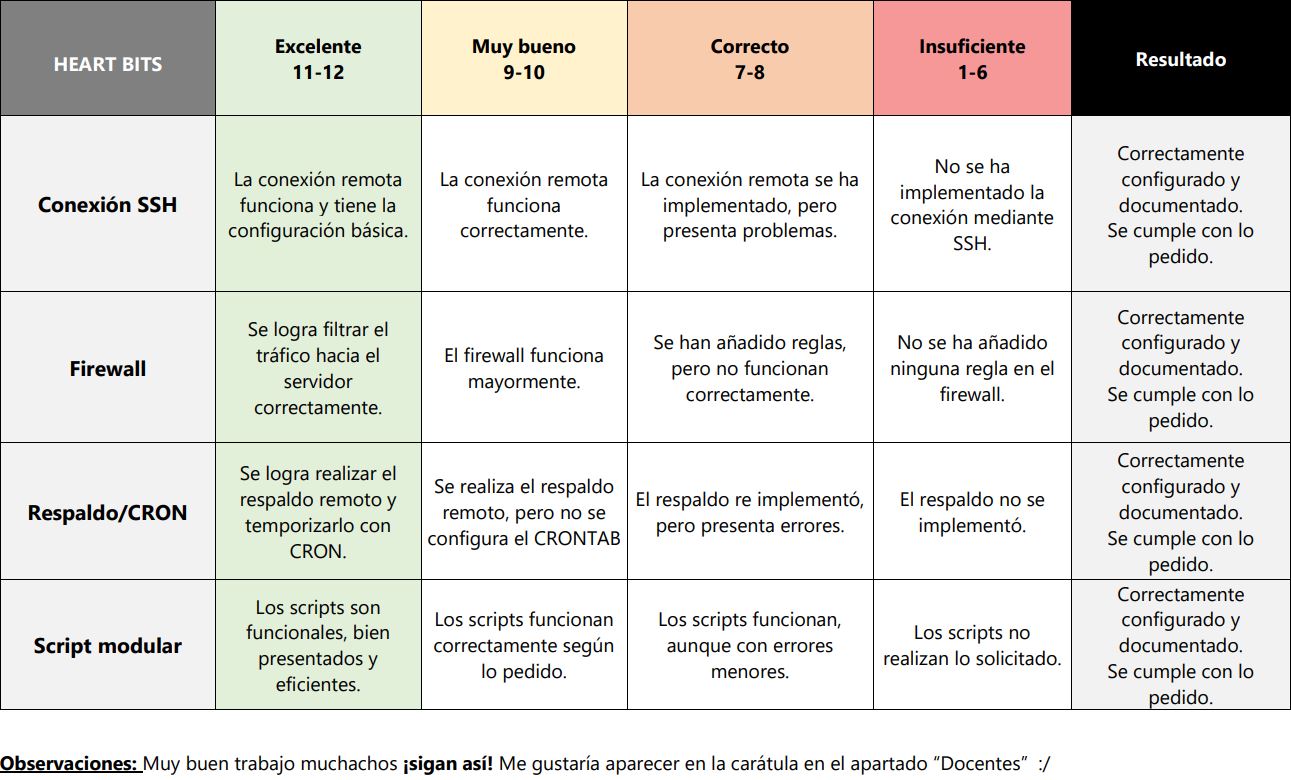 HEART BITS
Excelente
11-12
Muy bueno
9-10
Correcto
7-8
Insuficiente
1-6
Resultado
Conexión SSH
La conexión remota
funciona y tiene la
configuración básica.
La conexión remota
funciona
correctamente.
La conexión remota se ha
implementado, pero
presenta problemas.
No se ha
implementado la
conexión mediante
SSH.
Correctamente
configurado y
documentado.
Se cumple con lo
pedido.
Firewall
Se logra filtrar el
tráfico hacia el
servidor
correctamente.
El firewall funciona
mayormente.
Se han añadido reglas,
pero no funcionan
correctamente.
No se ha añadido
ninguna regla en el
firewall.
Correctamente
configurado y
documentado.
Se cumple con lo
pedido.
Respaldo/CRON
Se logra realizar el
respaldo remoto y
temporizarlo con
CRON.
Se realiza el respaldo
remoto, pero no se
configura el CRONTAB
El respaldo re implementó,
pero presenta errores.
El respaldo no se
implementó.
Correctamente
configurado y
documentado.
Se cumple con lo
pedido.
Script modular
Los scripts son
funcionales, bien
presentados y
eficientes.
Los scripts funcionan
correctamente según
lo pedido.
Los scripts funcionan,
aunque con errores
menores.
Los scripts no
realizan lo solicitado.
Correctamente
configurado y
documentado.
Se cumple con lo
pedido.
Observaciones: Muy buen trabajo muchachos ¡sigan así! Me gustaría aparecer en la carátula en el apartado “Docentes” :/